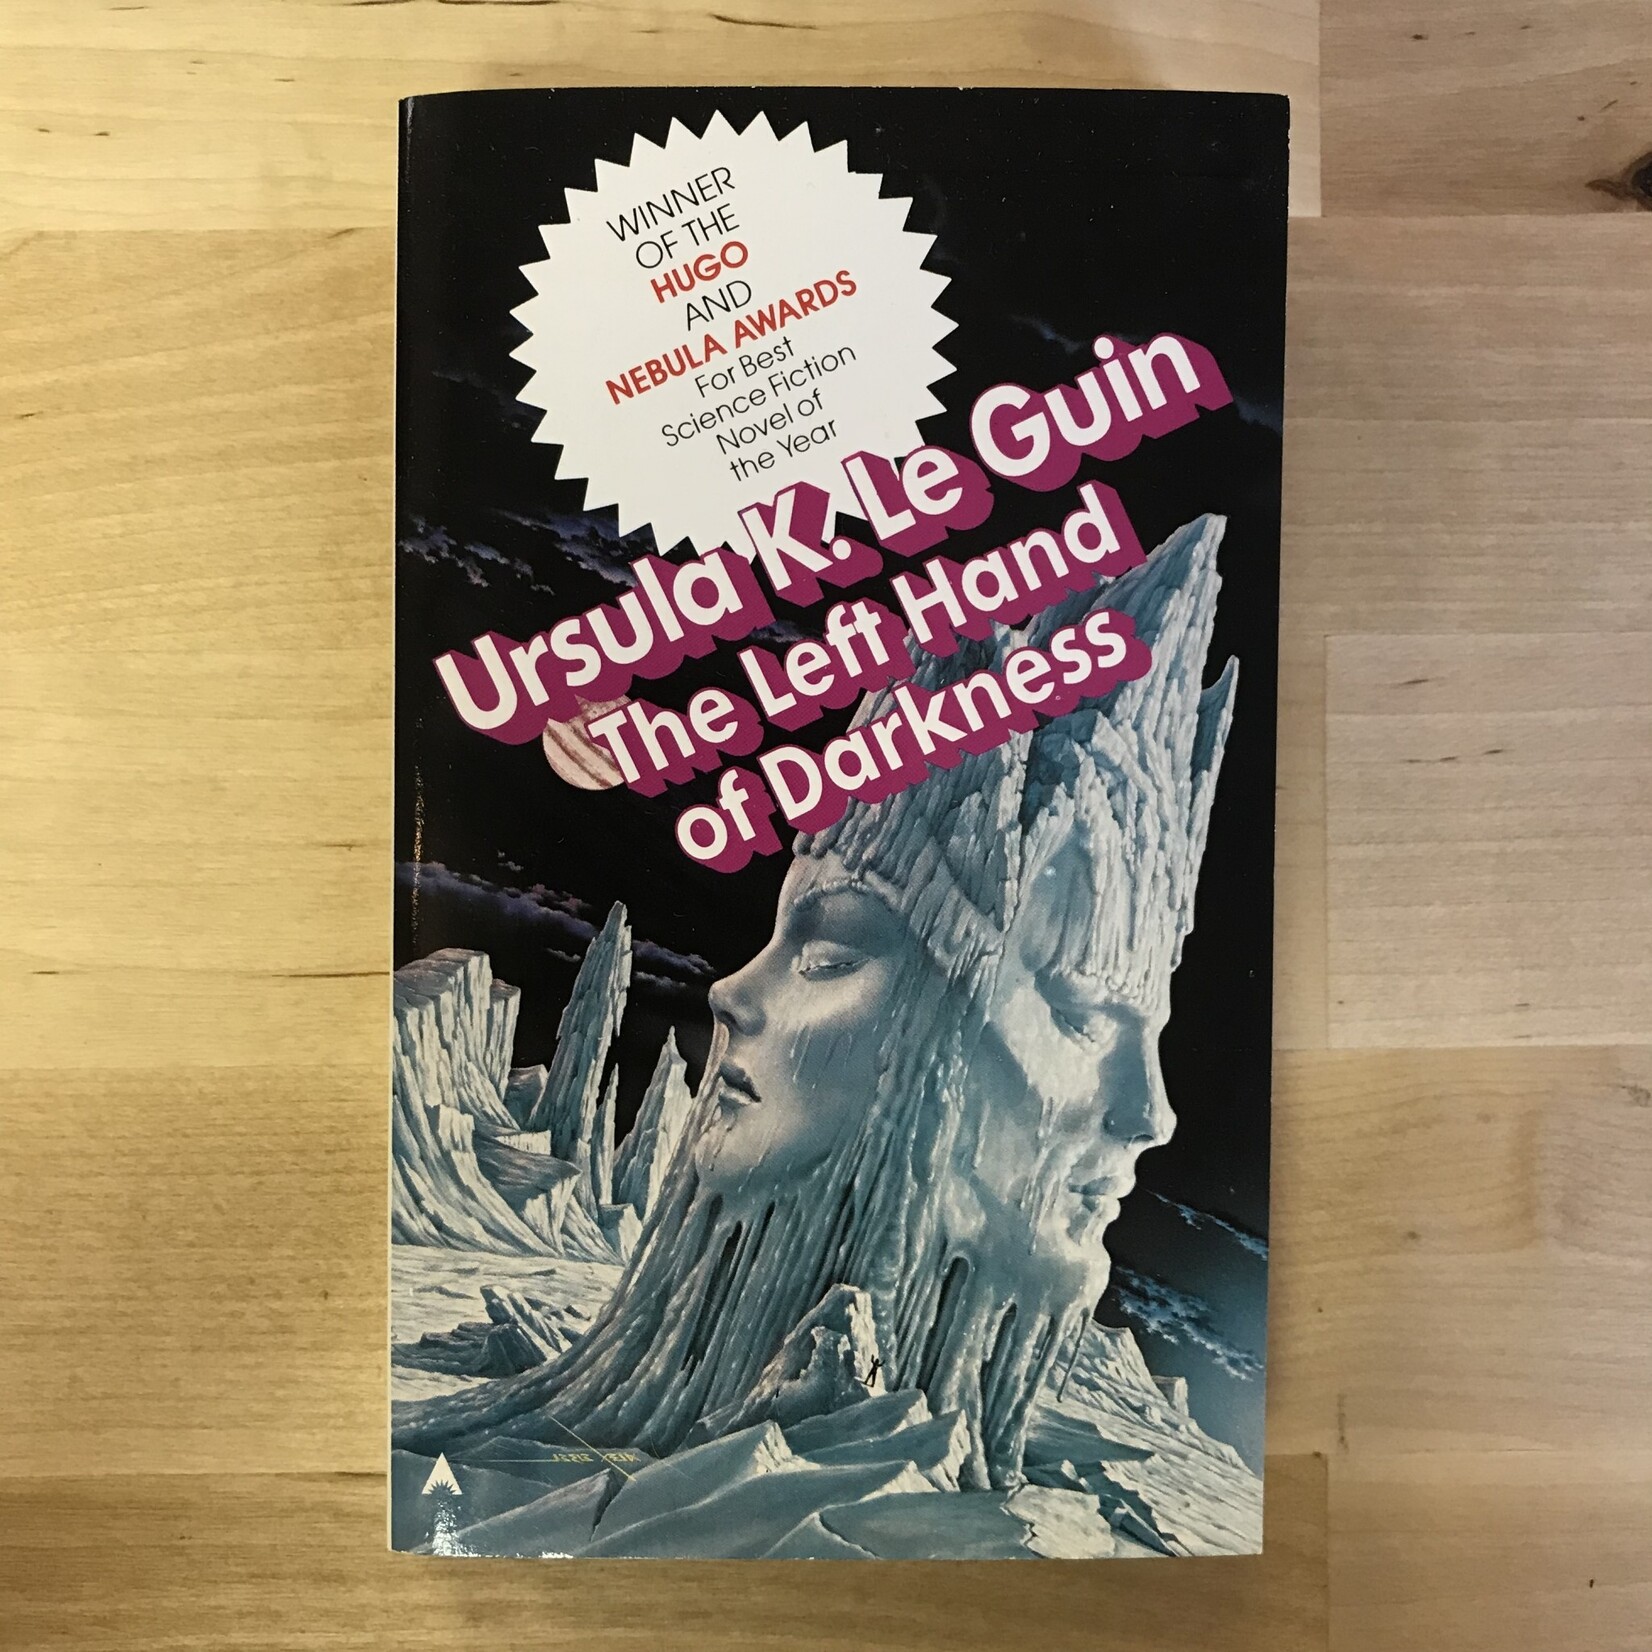 WINNER
OF THE
HUGO
AND
NEBULA AWARDS
For Best
Science Fiction
Novel of
the Year
Ursula K. Le Guin
The Left Hand
of Darkness